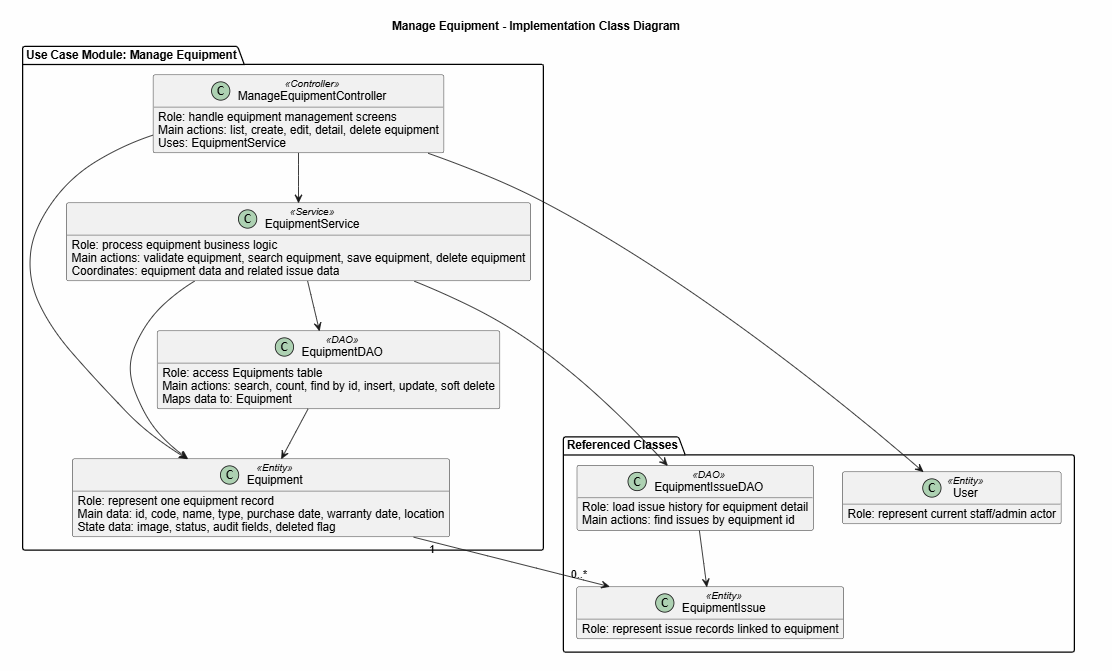 Manage Equipment - Implementation Class Diagram
Use Case Module: Manage Equipment
C
«Controller»
ManageEquipmentController
Role: handle equipment management screens
Main actions: list, create, edit, detail, delete equipment
Uses: EquipmentService
C
«Service»
EquipmentService
Role: process equipment business logic
Main actions: validate equipment, search equipment, save equipment, delete equipment
Coordinates: equipment data and related issue data
C
«DAO»
EquipmentDAO
Role: access Equipments table
Main actions: search, count, find by id, insert, update, soft delete
Maps data to: Equipment
C
«Entity»
Equipment
Role: represent one equipment record
Main data: id, code, name, type, purchase date, warranty date, location
State data: image, status, audit fields, deleted flag
Referenced Classes
C
«DAO»
EquipmentIssueDAO
Role: load issue history for equipment detail
Main actions: find issues by equipment id
C
«Entity»
User
Role: represent current staff/admin actor
1
0..*
C
«Entity»
EquipmentIssue
Role: represent issue records linked to equipment